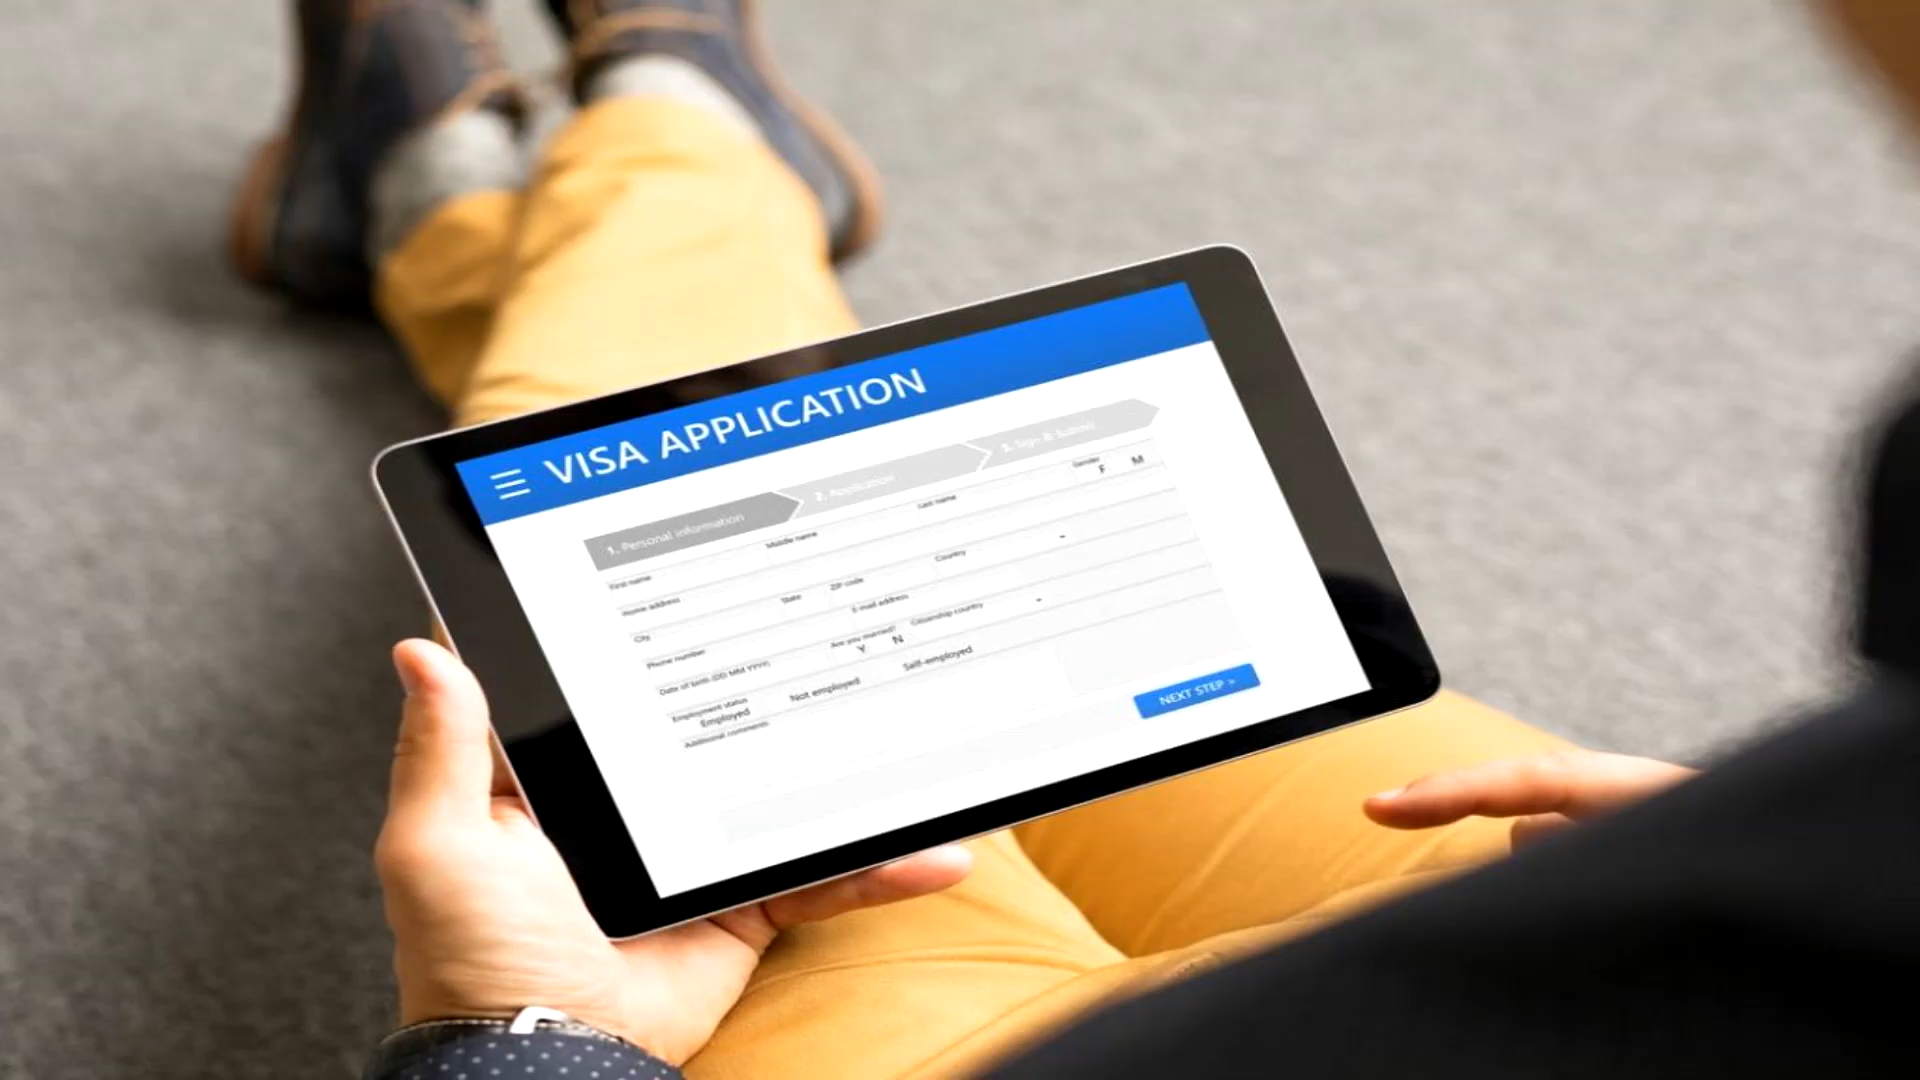 VISA APPLICATION
1. Personal information
2. Application
3. Sign & Submit
First name
Middle name
Last name
Gender
F M
Home address
City
State
ZIP code
Country
Phone number
E-mail address
Date of birth (DD MM YYYY)
Are you married?
Y N
Citizenship country
Employment status
Employed
Not employed
Self-employed
Additional comments
NEXT STEP >